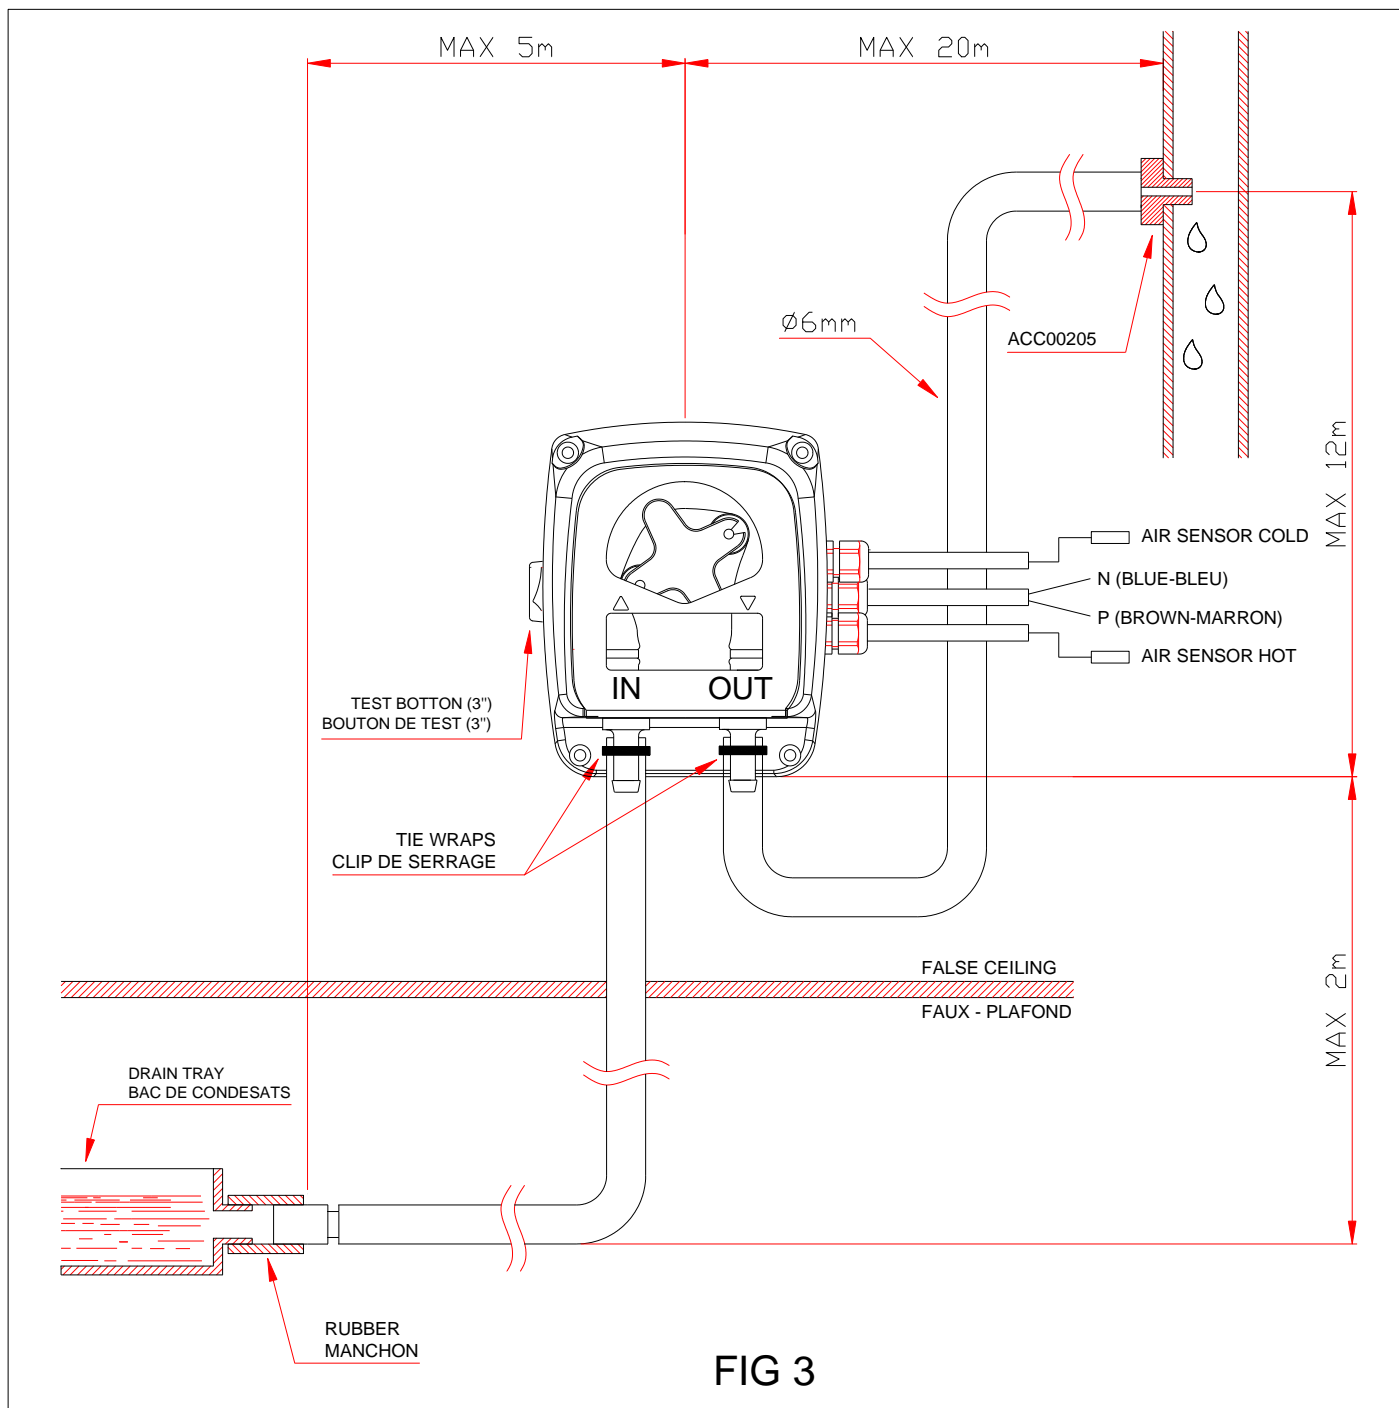 MAX 5m
MAX 20m
Ø6mm
ACC00205
MAX 12m
AIR SENSOR COLD
N (BLUE-BLEU)
P (BROWN-MARRON)
AIR SENSOR HOT
IN
OUT
TEST BOTTON (3")
BOUTON DE TEST (3")
TIE WRAPS
CLIP DE SERRAGE
FALSE CEILING
FAUX - PLAFOND
MAX 2m
DRAIN TRAY
BAC DE CONDESATS
RUBBER
MANCHON
FIG 3